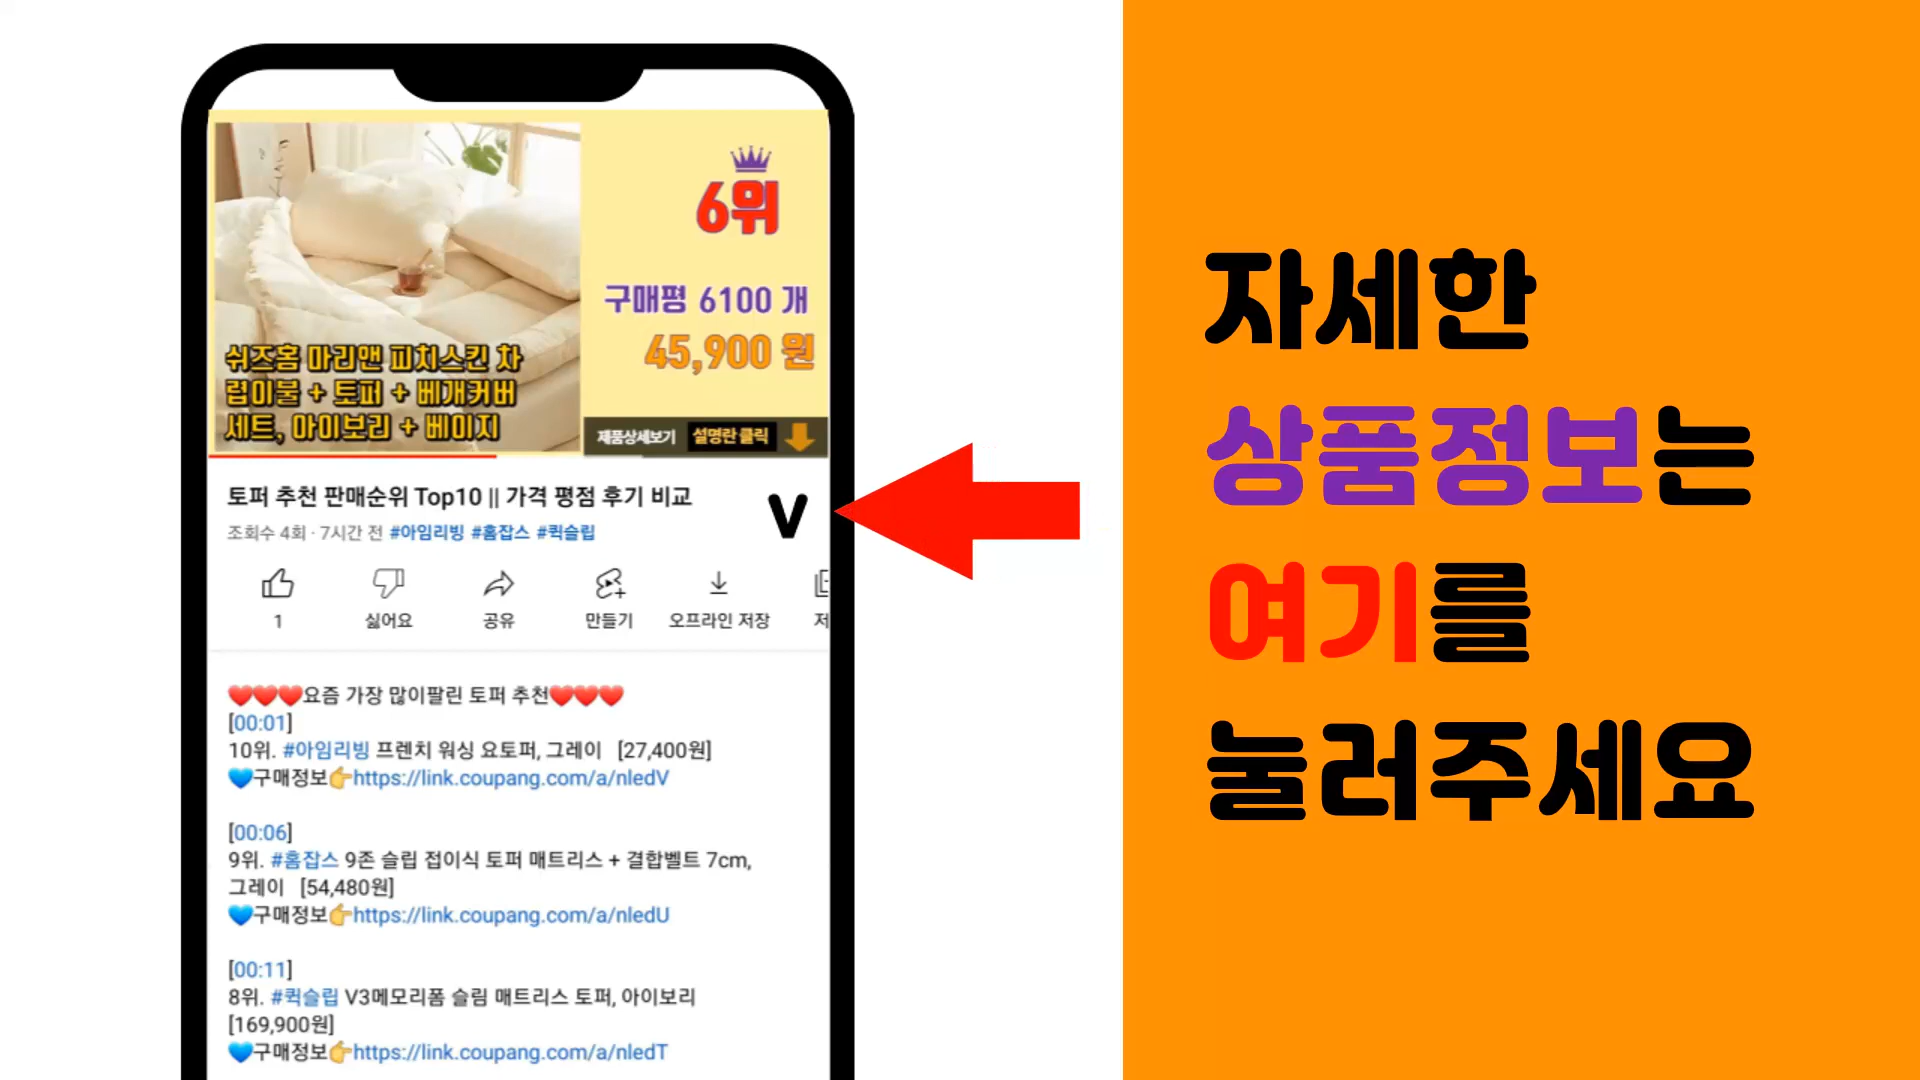 6위
구매평 6100 개
45,900 원
쉬즈홈 마리앤 피치스킨 차
렵이불 + 토퍼 + 베개커버
세트, 아이보리 + 베이지
제품상세보기 설명란 클릭
토퍼 추천 판매순위 Top10 || 가격 평점 후기 비교
V
조회수 4회 · 7시간 전 #아임리빙 #홈잡스 #퀵슬립
1 싫어요 공유 만들기 오프라인 저장 저
❤️❤️❤️요즘 가장 많이팔린 토퍼 추천❤️❤️❤️
[00:01]
10위. #아임리빙 프렌치 워싱 요토퍼, 그레이 [27,400원]
💙구매정보👉https://link.coupang.com/a/nledV
[00:06]
9위. #홈잡스 9존 슬립 접이식 토퍼 매트리스 + 결합벨트 7cm,
그레이 [54,480원]
💙구매정보👉https://link.coupang.com/a/nledU
[00:11]
8위. #퀵슬립 V3메모리폼 슬림 매트리스 토퍼, 아이보리
[169,900원]
💙구매정보👉https://link.coupang.com/a/nledT
자세한
상품정보는
여기를
눌러주세요